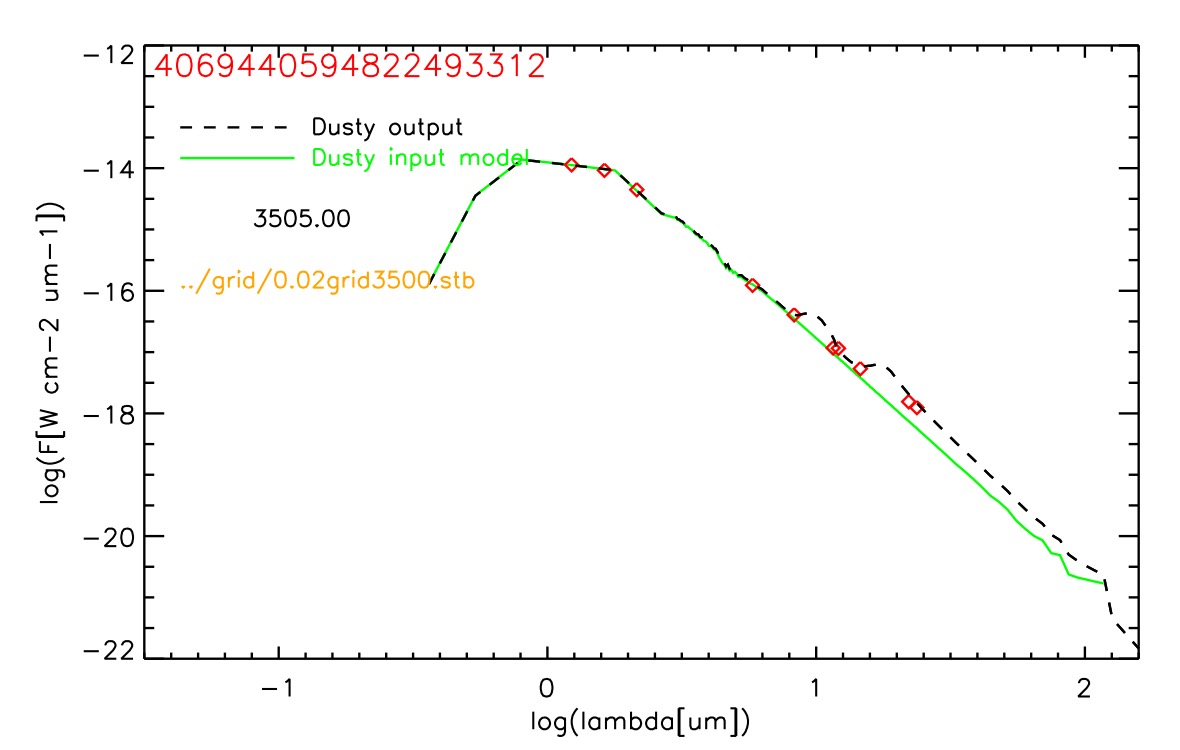 4069440594822493312
Dusty output
Dusty input model
3505.00
../grid/0.02grid3500.stb
log(F[W cm−2 um−1])
−12
−14
−16
−18
−20
−22
−1
0
1
2
log(lambda[um])